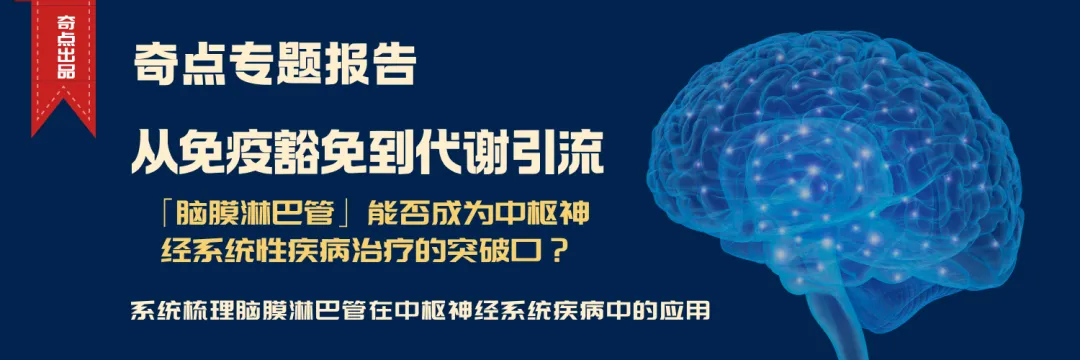 奇点出品
奇点专题报告
从免疫豁免到代谢引流
「脑膜淋巴管」能否成为中枢神
经系统性疾病治疗的突破口？
系统梳理脑膜淋巴管在中枢神经系统疾病中的应用